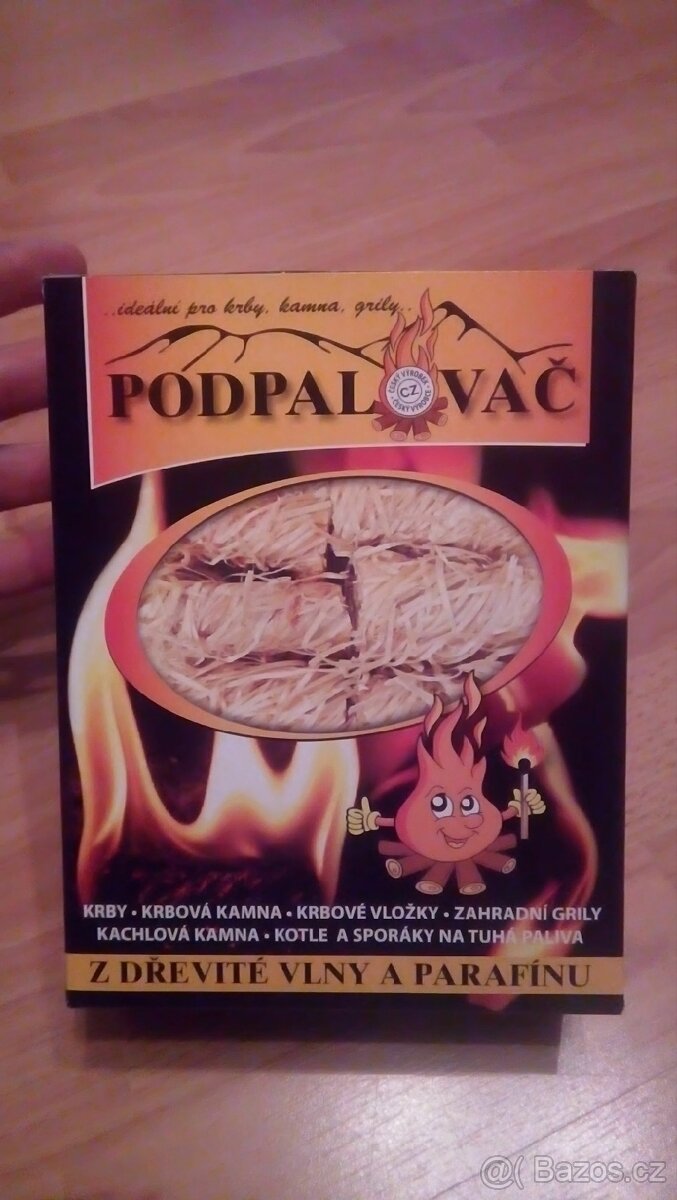 ..ideální pro krby, kamna, grily..
PODPALOVAČ
ČESKÝ VÝROBEK
CZ
ČESKÝ VÝROBCE
KRBY • KRBOVÁ KAMNA • KRBOVÉ VLOŽKY • ZAHRADNÍ GRILY
KACHLOVÁ KAMNA • KOTLE A SPORÁKY NA TUHÁ PALIVA
Z DŘEVITÉ VLNY A PARAFÍNU
@( Bazos.cz